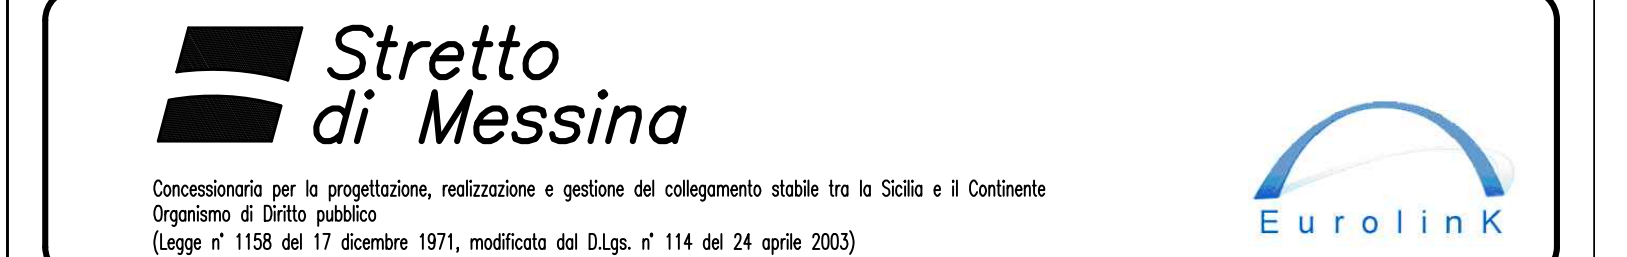 Stretto
di Messina
Concessionaria per la progettazione, realizzazione e gestione del collegamento stabile tra la Sicilia e il Continente
Organismo di Diritto pubblico
(Legge n° 1158 del 17 dicembre 1971, modificata dal D.Lgs. n° 114 del 24 aprile 2003)
EurolinK